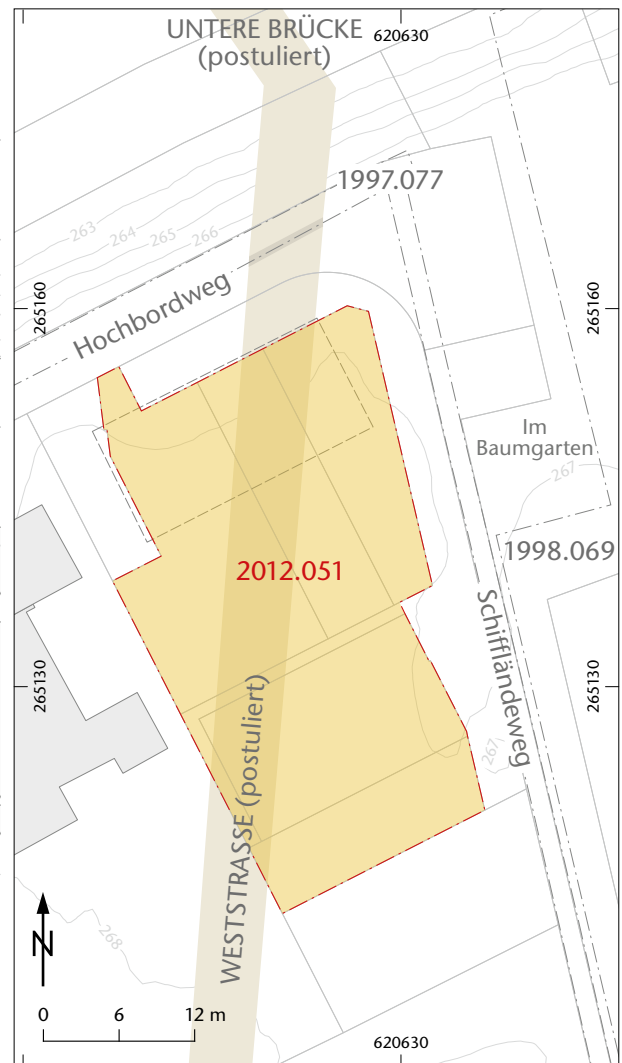 UNTERE BRÜCKE
(postuliert)
620630
1997.077
263
264
265
266
265160
265160
Hochbordweg
Im
Baumgarten
267
2012.051
1998.069
Schiffländeweg
265130
265130
WESTSTRASSE (postuliert)
267
268
N
0 6 12 m
620630